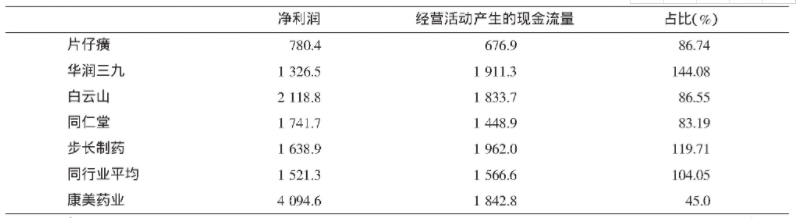 净利润 经营活动产生的现金流量 占比(%)
片仔癀 780.4 676.9 86.74
华润三九 1 326.5 1 911.3 144.08
白云山 2 118.8 1 833.7 86.55
同仁堂 1 741.7 1 448.9 83.19
步长制药 1 638.9 1 962.0 119.71
同行业平均 1 521.3 1 566.6 104.05
康美药业 4 094.6 1 842.8 45.0